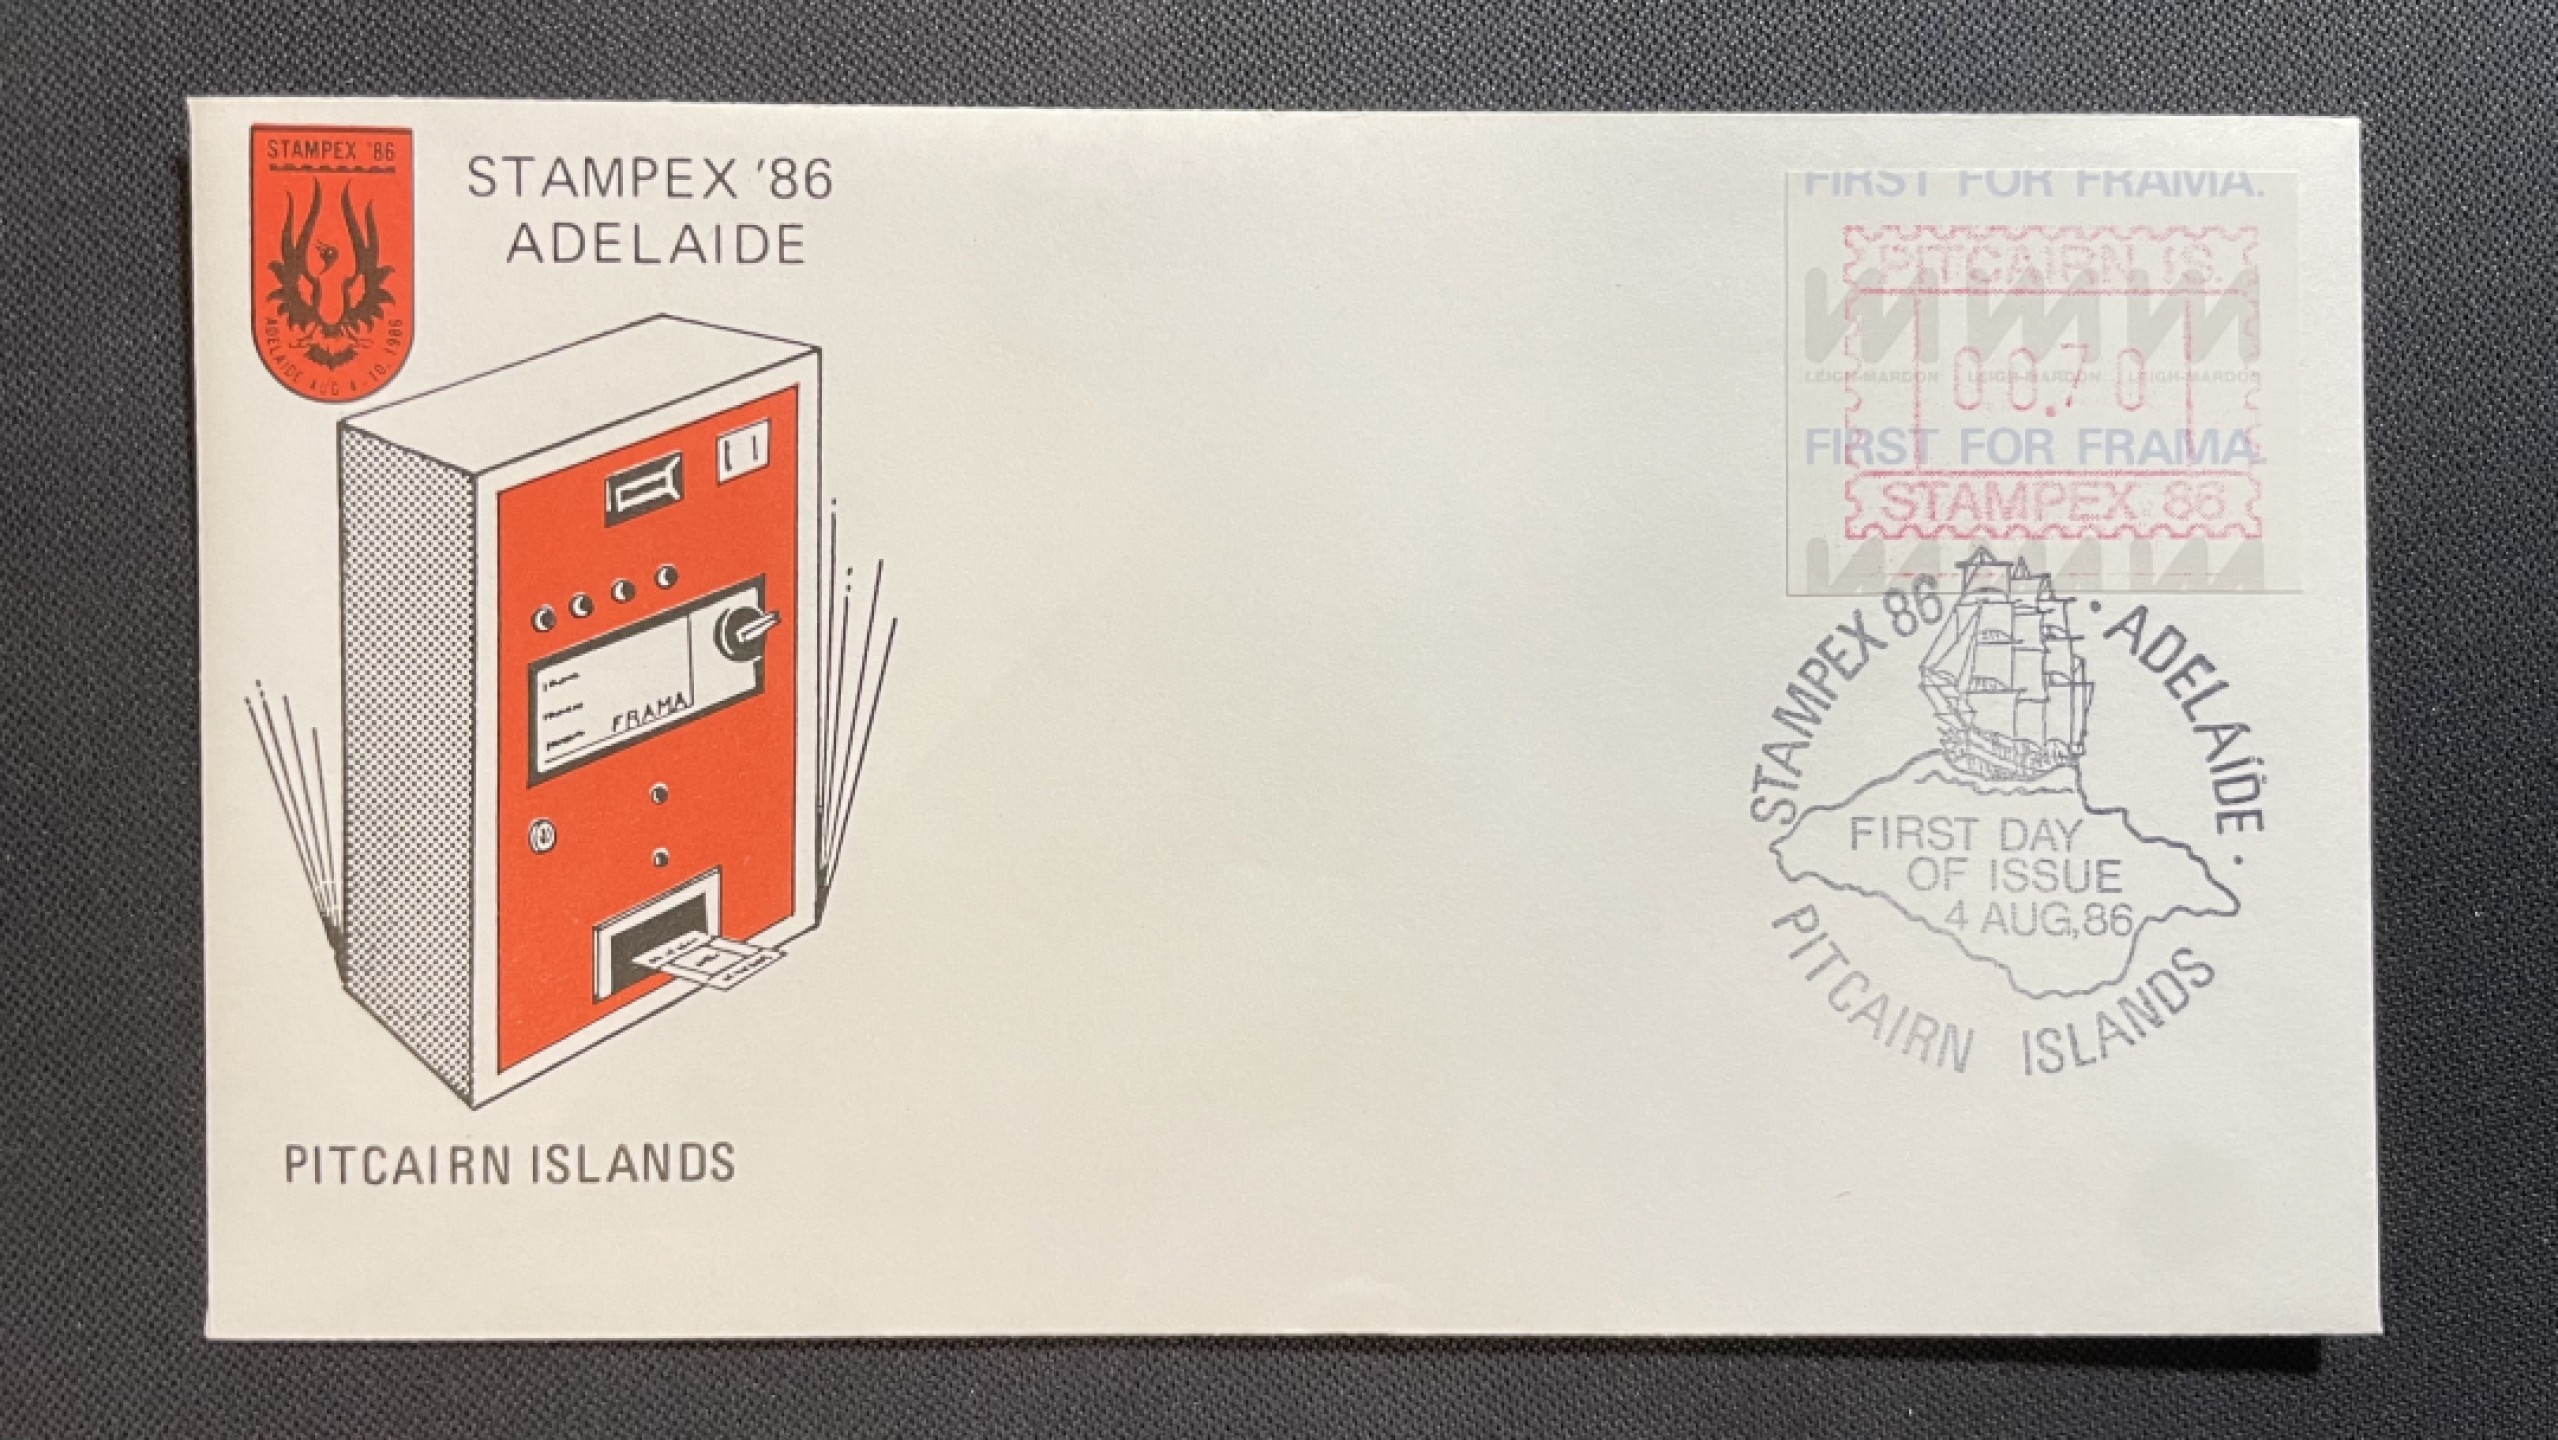 STAMPEX '86
ADELAIDE AUG 4-10. 1986
STAMPEX '86
ADELAIDE
FRAMA
PITCAIRN ISLANDS
FIRST FOR FRAMA.
PITCAIRN IS.
LEIGH-MARDON LEIGH-MARDON LEIGH-MARDON
00.70
FIRST FOR FRAMA.
STAMPEX 86
STAMPEX 86 · ADELAIDE ·
FIRST DAY
OF ISSUE
4 AUG, 86
PITCAIRN ISLANDS